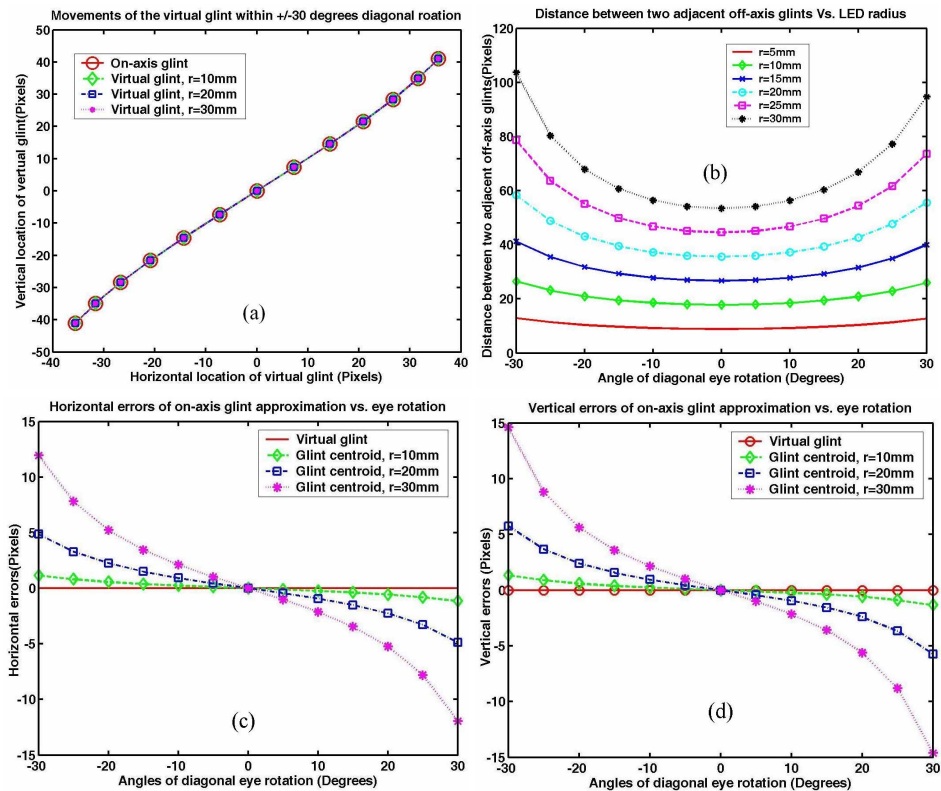 Movements of the virtual glint within +/-30 degrees diagonal roation
Vertical location of virtual glint(Pixels)
50
40
30
20
10
0
-10
-20
-30
-40
-50
On-axis glint
Virtual glint, r=10mm
Virtual glint, r=20mm
Virtual glint, r=30mm
(a)
-40 -30 -20 -10 0 10 20 30 40
Horizontal location of virtual glint (Pixels)
Distance between two adjacent off-axis glints Vs. LED radius
Distance between two adjacent off-axis glints(Pixels)
120
100
80
60
40
20
0
r=5mm
r=10mm
r=15mm
r=20mm
r=25mm
r=30mm
(b)
-30 -20 -10 0 10 20 30
Angle of diagonal eye rotation (Degrees)
Horizontal errors of on-axis glint approximation vs. eye rotation
Horizontal errors(Pixels)
15
10
5
0
-5
-10
-15
Virtual glint
Glint centroid, r=10mm
Glint centroid, r=20mm
Glint centroid, r=30mm
(c)
-30 -20 -10 0 10 20 30
Angles of diagonal eye rotation (Degrees)
Vertical errors of on-axis glint approximation vs. eye rotation
Vertical errors (Pixels)
15
10
5
0
-5
-10
-15
Virtual glint
Glint centroid, r=10mm
Glint centroid, r=20mm
Glint centroid, r=30mm
(d)
-30 -20 -10 0 10 20 30
Angles of diagonal eye rotation (Degrees)